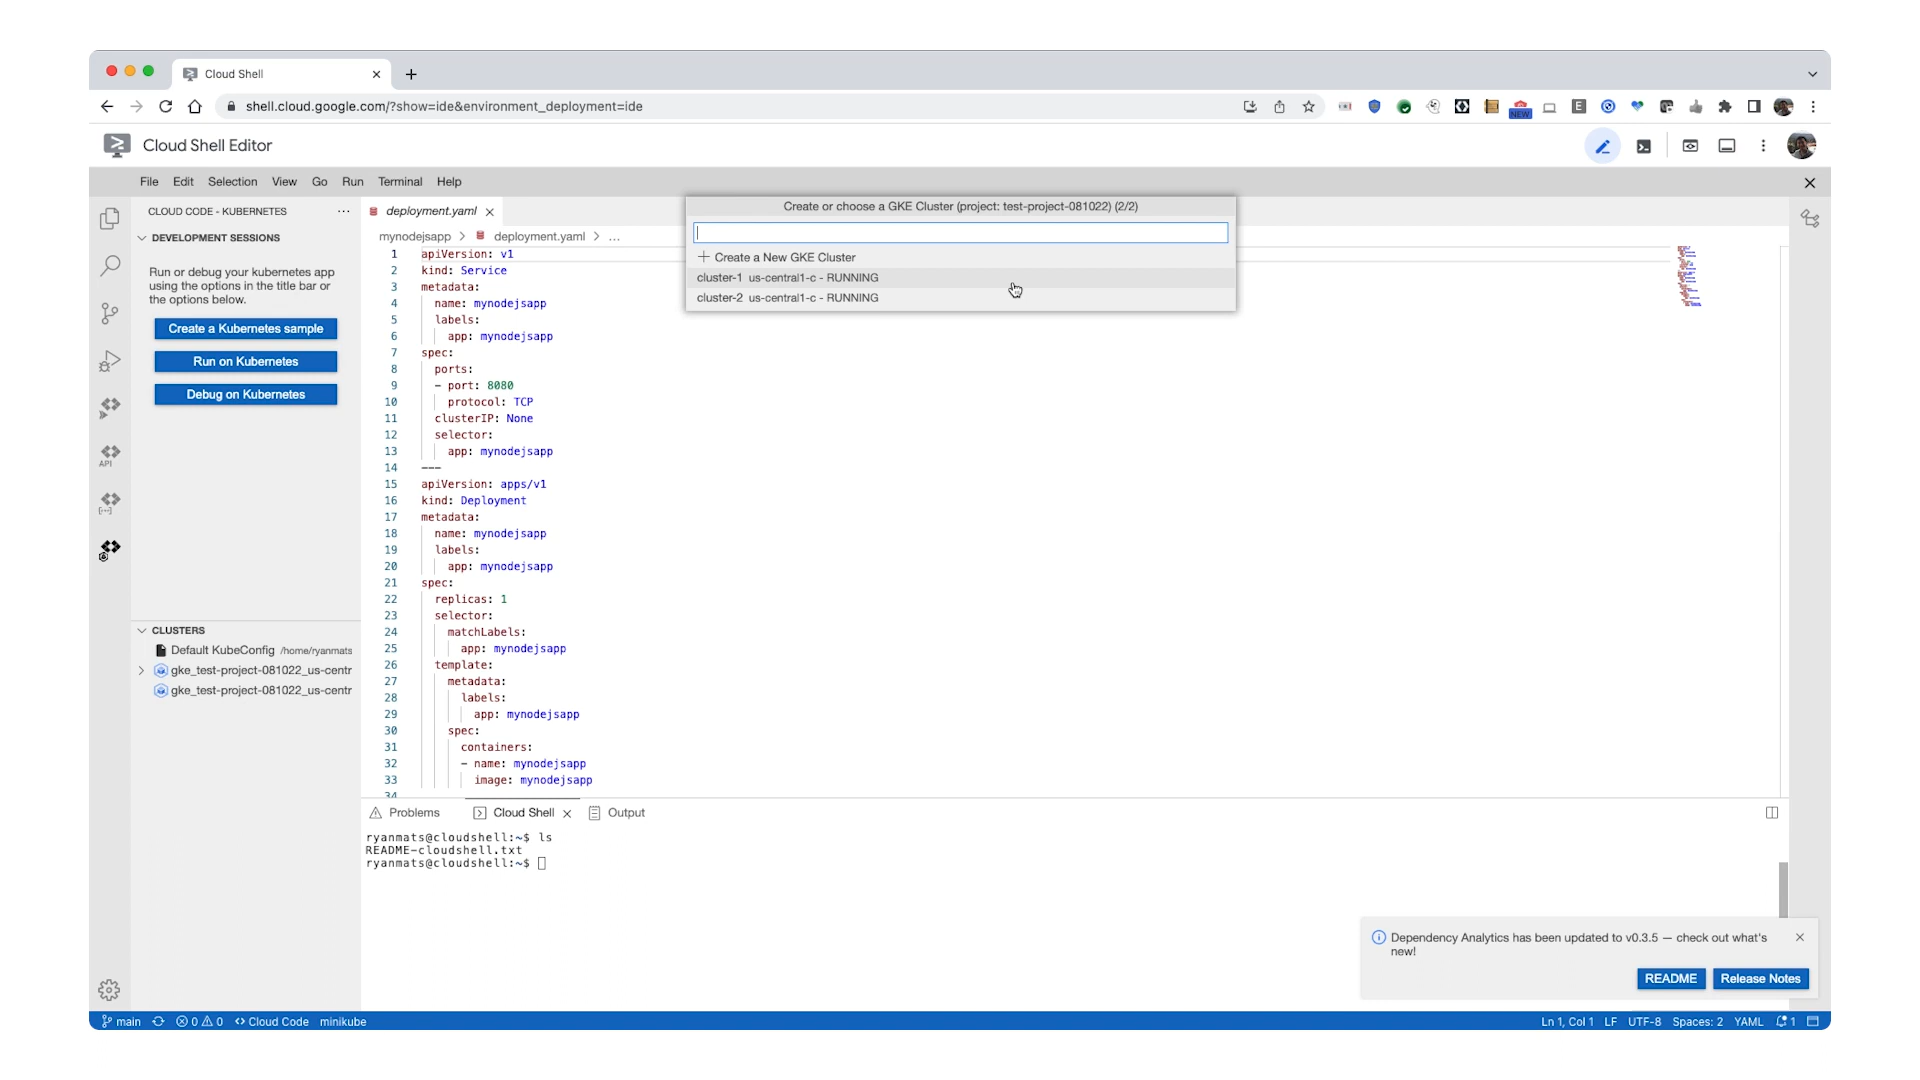 Cloud Shell
shell.cloud.google.com/?show=ide&environment_deployment=ide
NEW
E
Cloud Shell Editor
File Edit Selection View Go Run Terminal Help
CLOUD CODE - KUBERNETES
DEVELOPMENT SESSIONS
Run or debug your kubernetes app
using the options in the title bar or
the options below.
Create a Kubernetes sample
Run on Kubernetes
Debug on Kubernetes
API
CLUSTERS
Default KubeConfig /home/ryanmats
gke_test-project-081022_us-centr
gke_test-project-081022_us-centr
deployment.yaml
mynodejsapp > deployment.yaml > ...
Create or choose a GKE Cluster (project: test-project-081022) (2/2)
+ Create a New GKE Cluster
cluster-1 us-central1-c - RUNNING
cluster-2 us-central1-c - RUNNING
1 apiVersion: v1
2 kind: Service
3 metadata:
4 name: mynodejsapp
5 labels:
6 app: mynodejsapp
7 spec:
8 ports:
9 - port: 8080
10 protocol: TCP
11 clusterIP: None
12 selector:
13 app: mynodejsapp
14 ---
15 apiVersion: apps/v1
16 kind: Deployment
17 metadata:
18 name: mynodejsapp
19 labels:
20 app: mynodejsapp
21 spec:
22 replicas: 1
23 selector:
24 matchLabels:
25 app: mynodejsapp
26 template:
27 metadata:
28 labels:
29 app: mynodejsapp
30 spec:
31 containers:
32 - name: mynodejsapp
33 image: mynodejsapp
34
Problems Cloud Shell Output
ryanmats@cloudshell:~$ ls
README-cloudshell.txt
ryanmats@cloudshell:~$
Dependency Analytics has been updated to v0.3.5 — check out what's
new!
README Release Notes
main 0 0 <> Cloud Code minikube Ln 1, Col 1 LF UTF-8 Spaces: 2 YAML 1